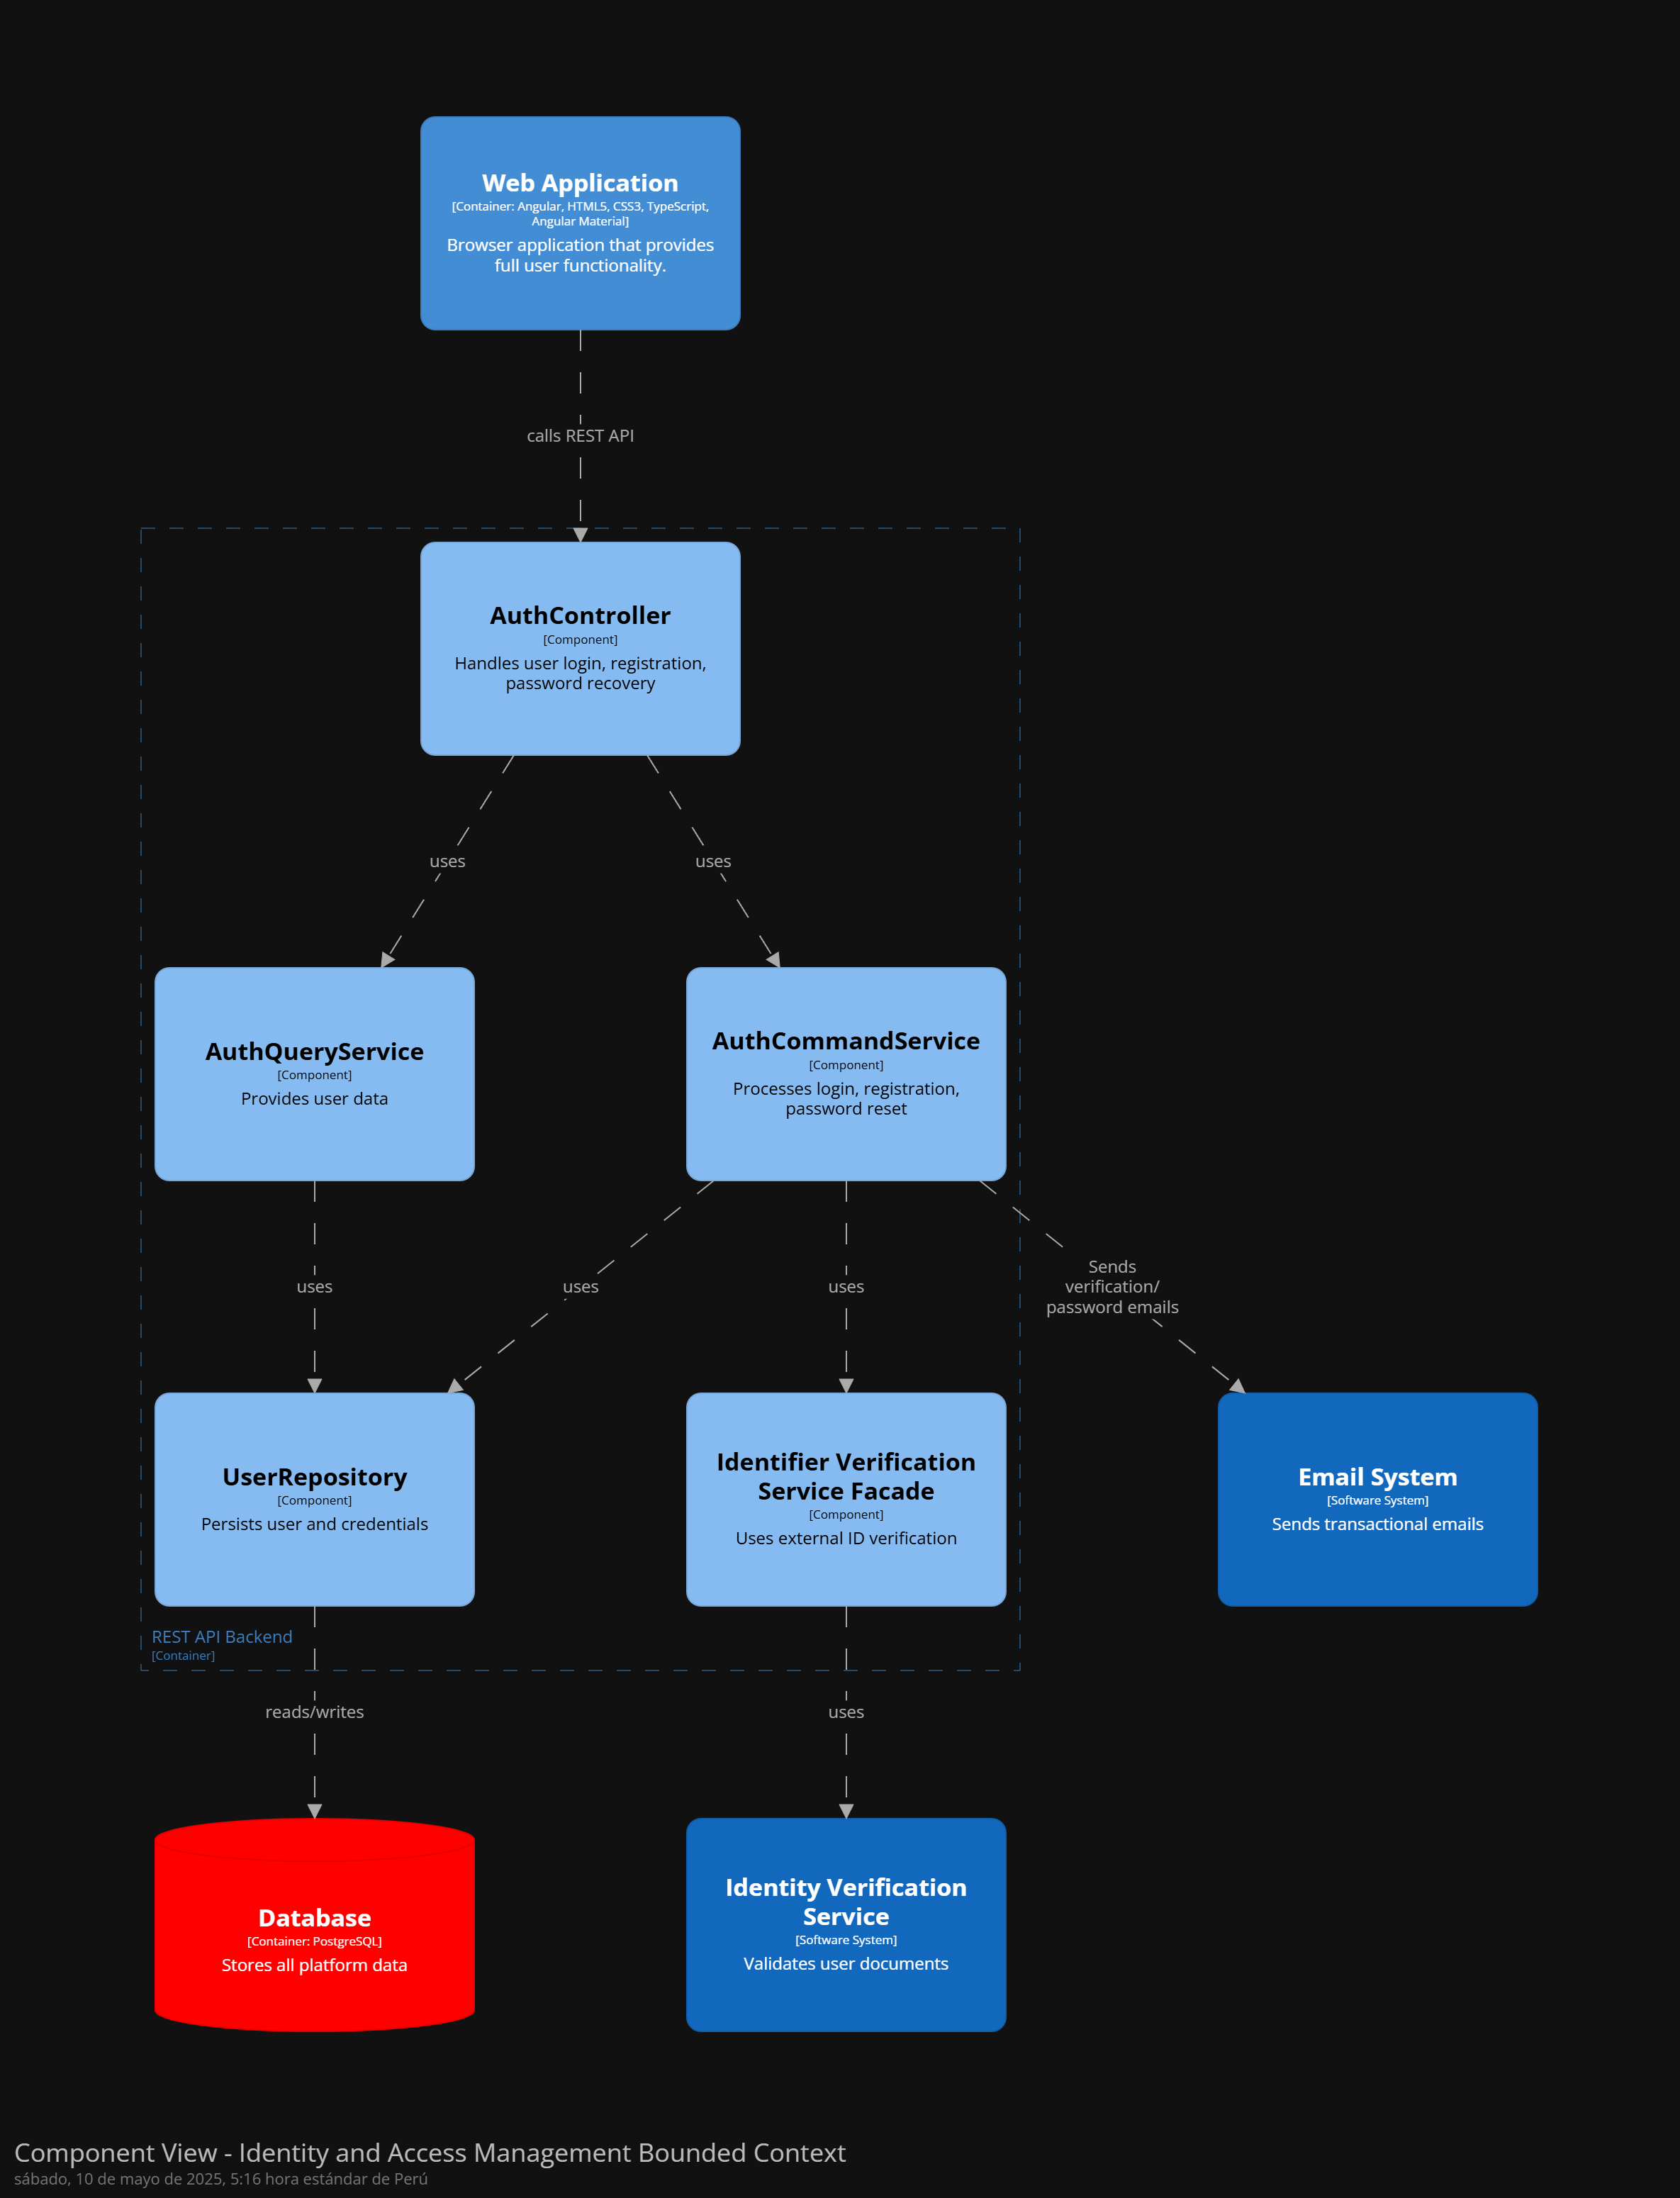 Web Application
[Container: Angular, HTML5, CSS3, TypeScript,
Angular Material]
Browser application that provides
full user functionality.
calls REST API
AuthController
[Component]
Handles user login, registration,
password recovery
uses
uses
AuthQueryService
[Component]
Provides user data
AuthCommandService
[Component]
Processes login, registration,
password reset
uses
uses
uses
Sends
verification/
password emails
UserRepository
[Component]
Persists user and credentials
Identifier Verification
Service Facade
[Component]
Uses external ID verification
Email System
[Software System]
Sends transactional emails
REST API Backend
[Container]
reads/writes
uses
Database
[Container: PostgreSQL]
Stores all platform data
Identity Verification
Service
[Software System]
Validates user documents
Component View - Identity and Access Management Bounded Context
sábado, 10 de mayo de 2025, 5:16 hora estándar de Perú